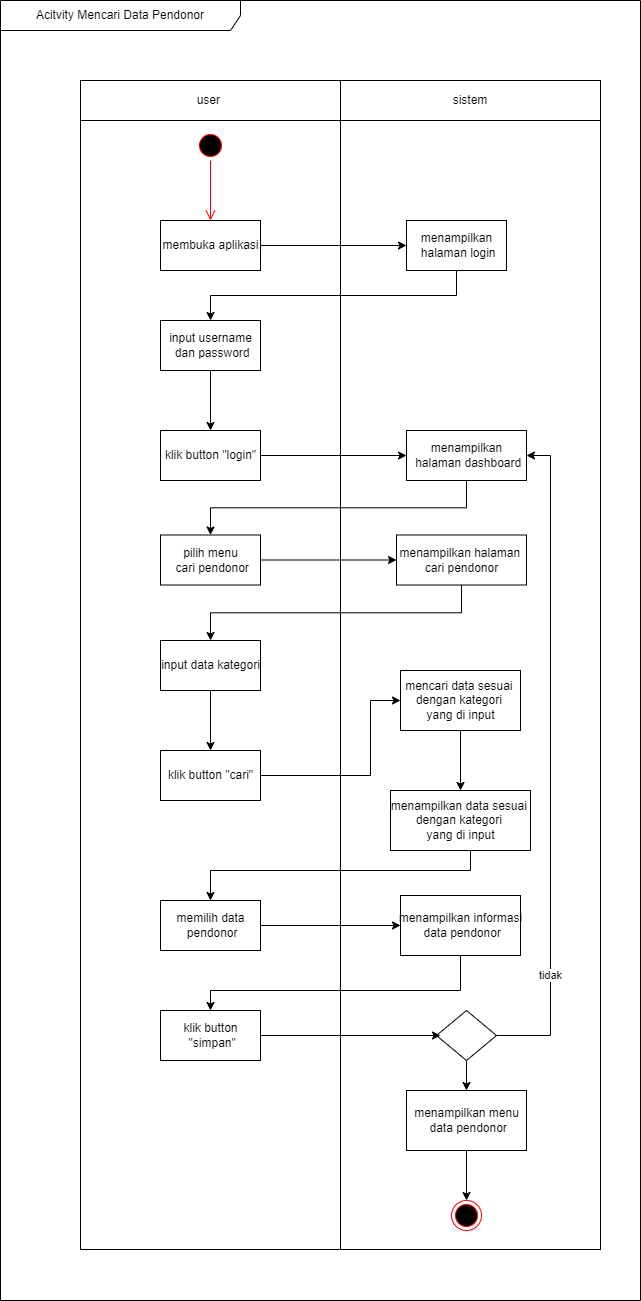 Acitvity Mencari Data Pendonor
user
sistem
membuka aplikasi
menampilkan
halaman login
input username
dan password
klik button "login"
menampilkan
halaman dashboard
pilih menu
cari pendonor
menampilkan halaman
cari pendonor
input data kategori
klik button "cari"
mencari data sesuai
dengan kategori
yang di input
menampilkan data sesuai
dengan kategori
yang di input
memilih data
pendonor
menampilkan informasi
data pendonor
tidak
klik button
"simpan"
menampilkan menu
data pendonor